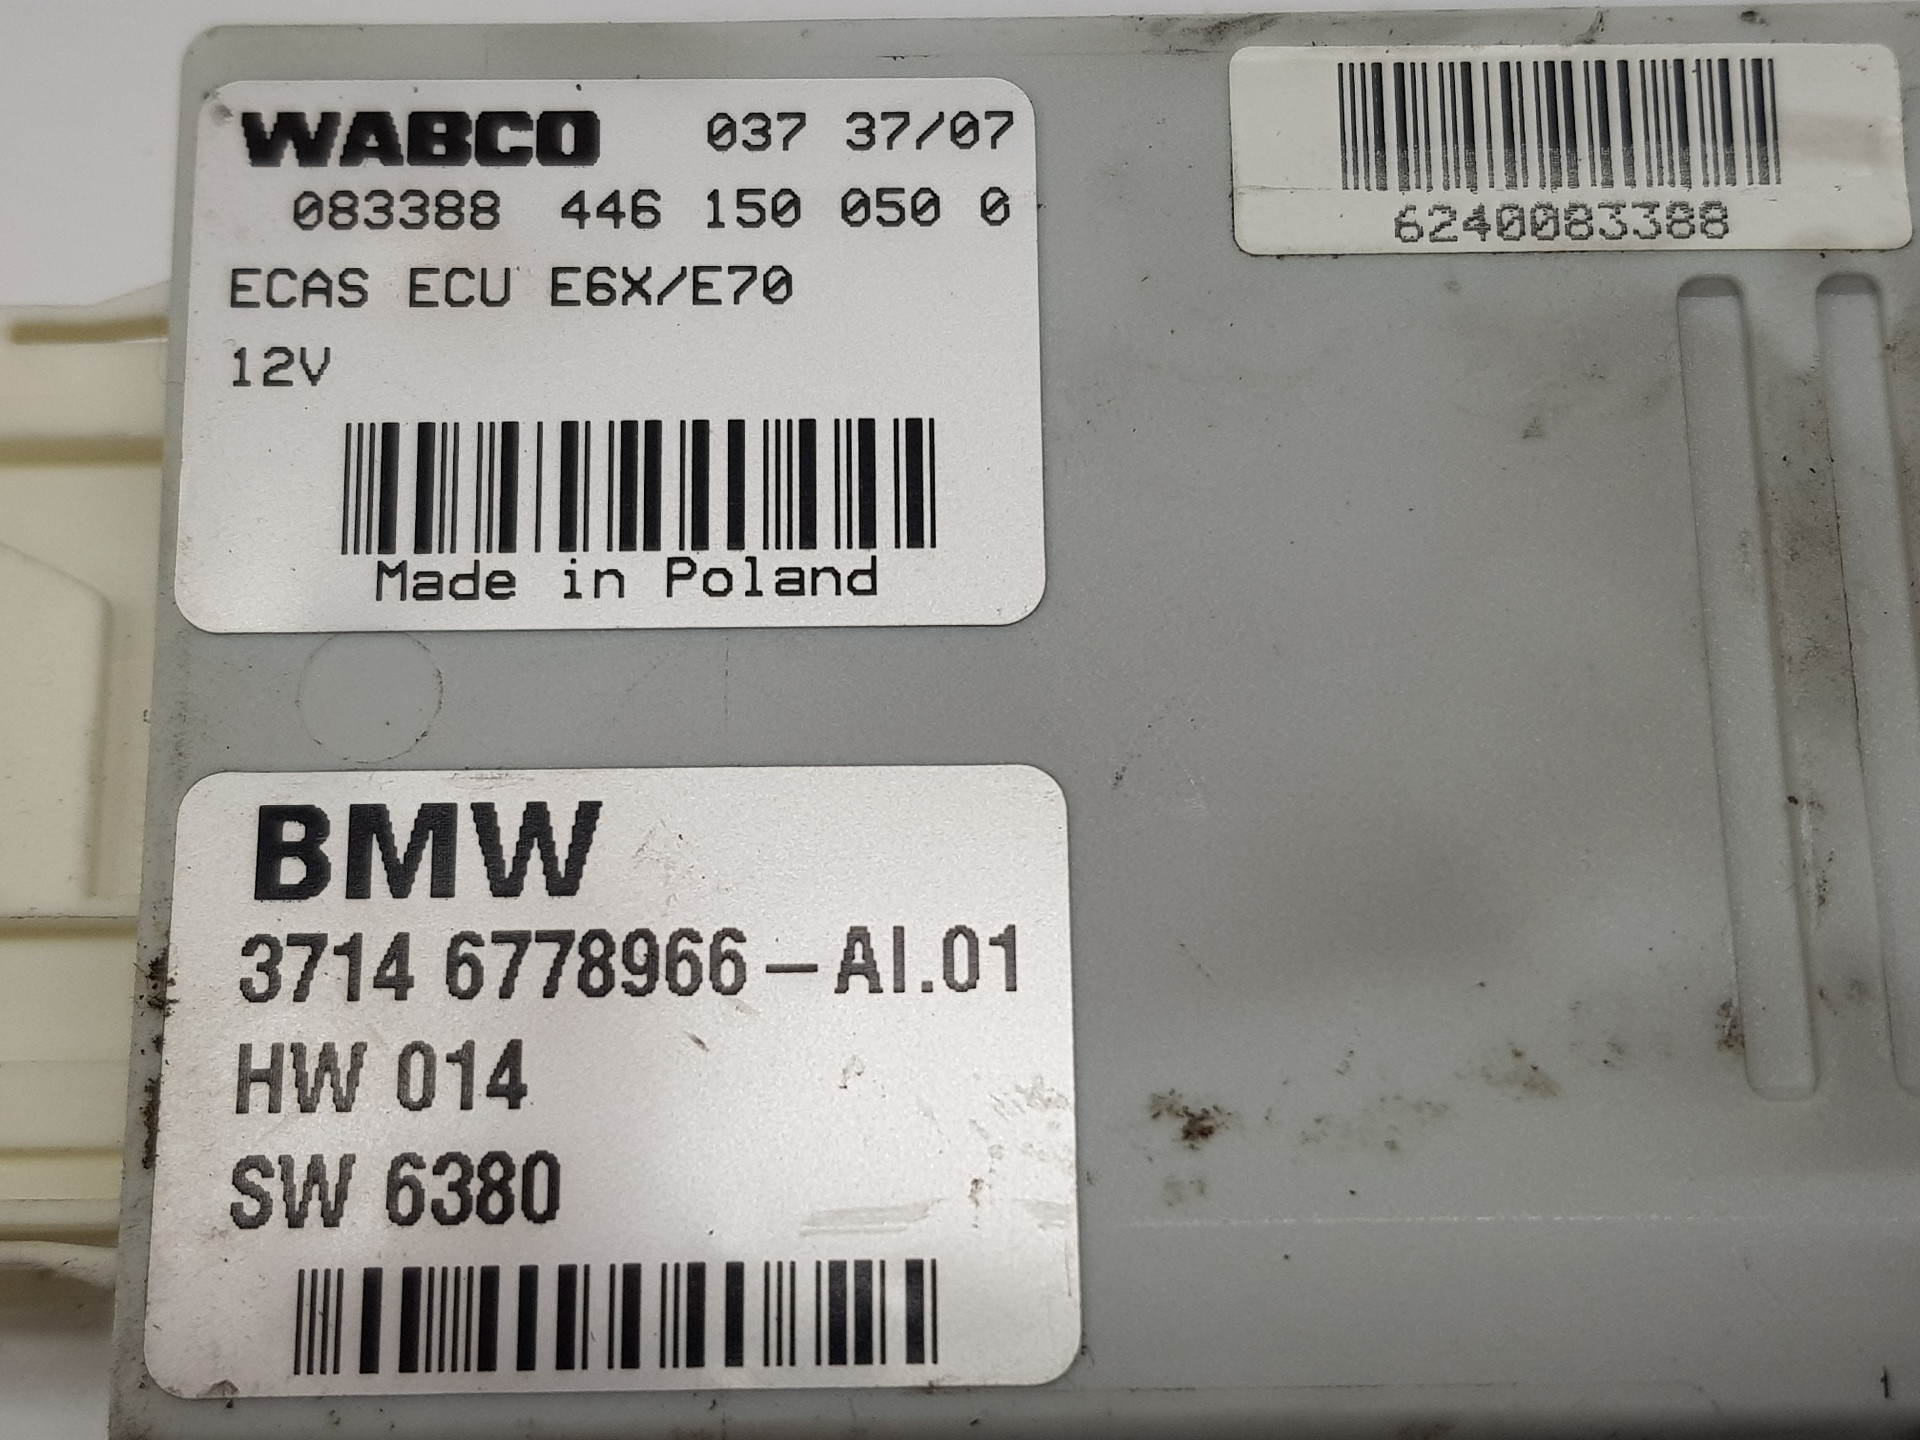 WABCO 037 37/07
083388 446 150 050 0
ECAS ECU E6X/E70
12V
Made in Poland
6240083388
BMW
3714 6778966 - AI.01
HW 014
SW 6380
1